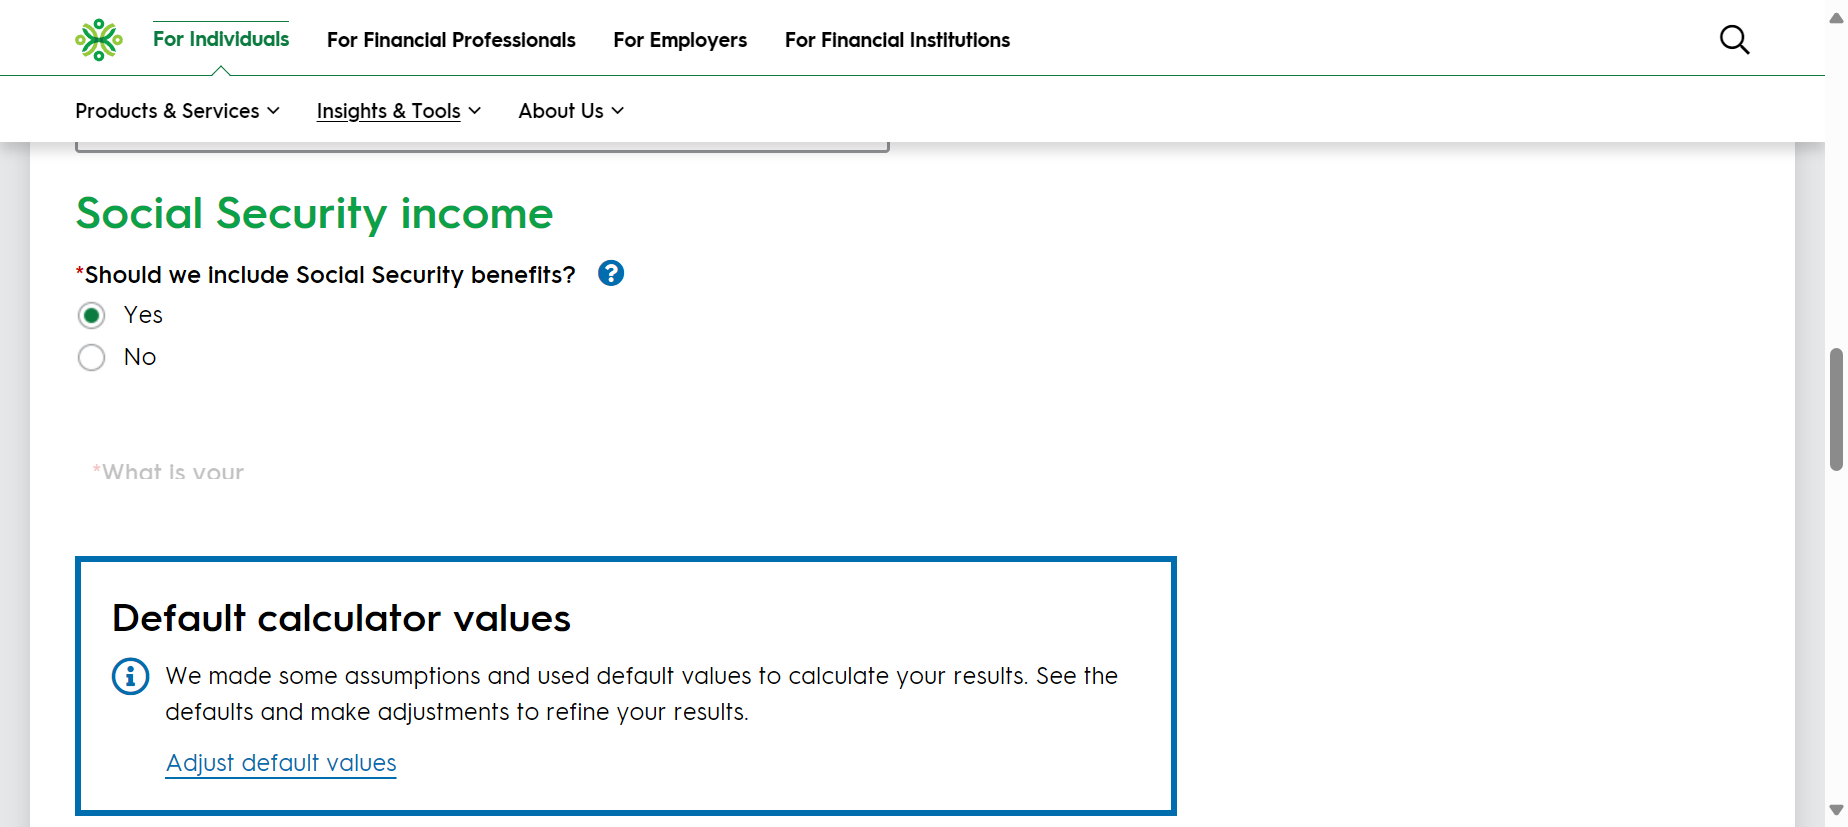 For Individuals For Financial Professionals For Employers For Financial Institutions
Products & Services Insights & Tools About Us
Social Security income
*Should we include Social Security benefits?
Yes
No
*What Is your
Default calculator values
We made some assumptions and used default values to calculate your results. See the
defaults and make adjustments to refine your results.
Adjust default values